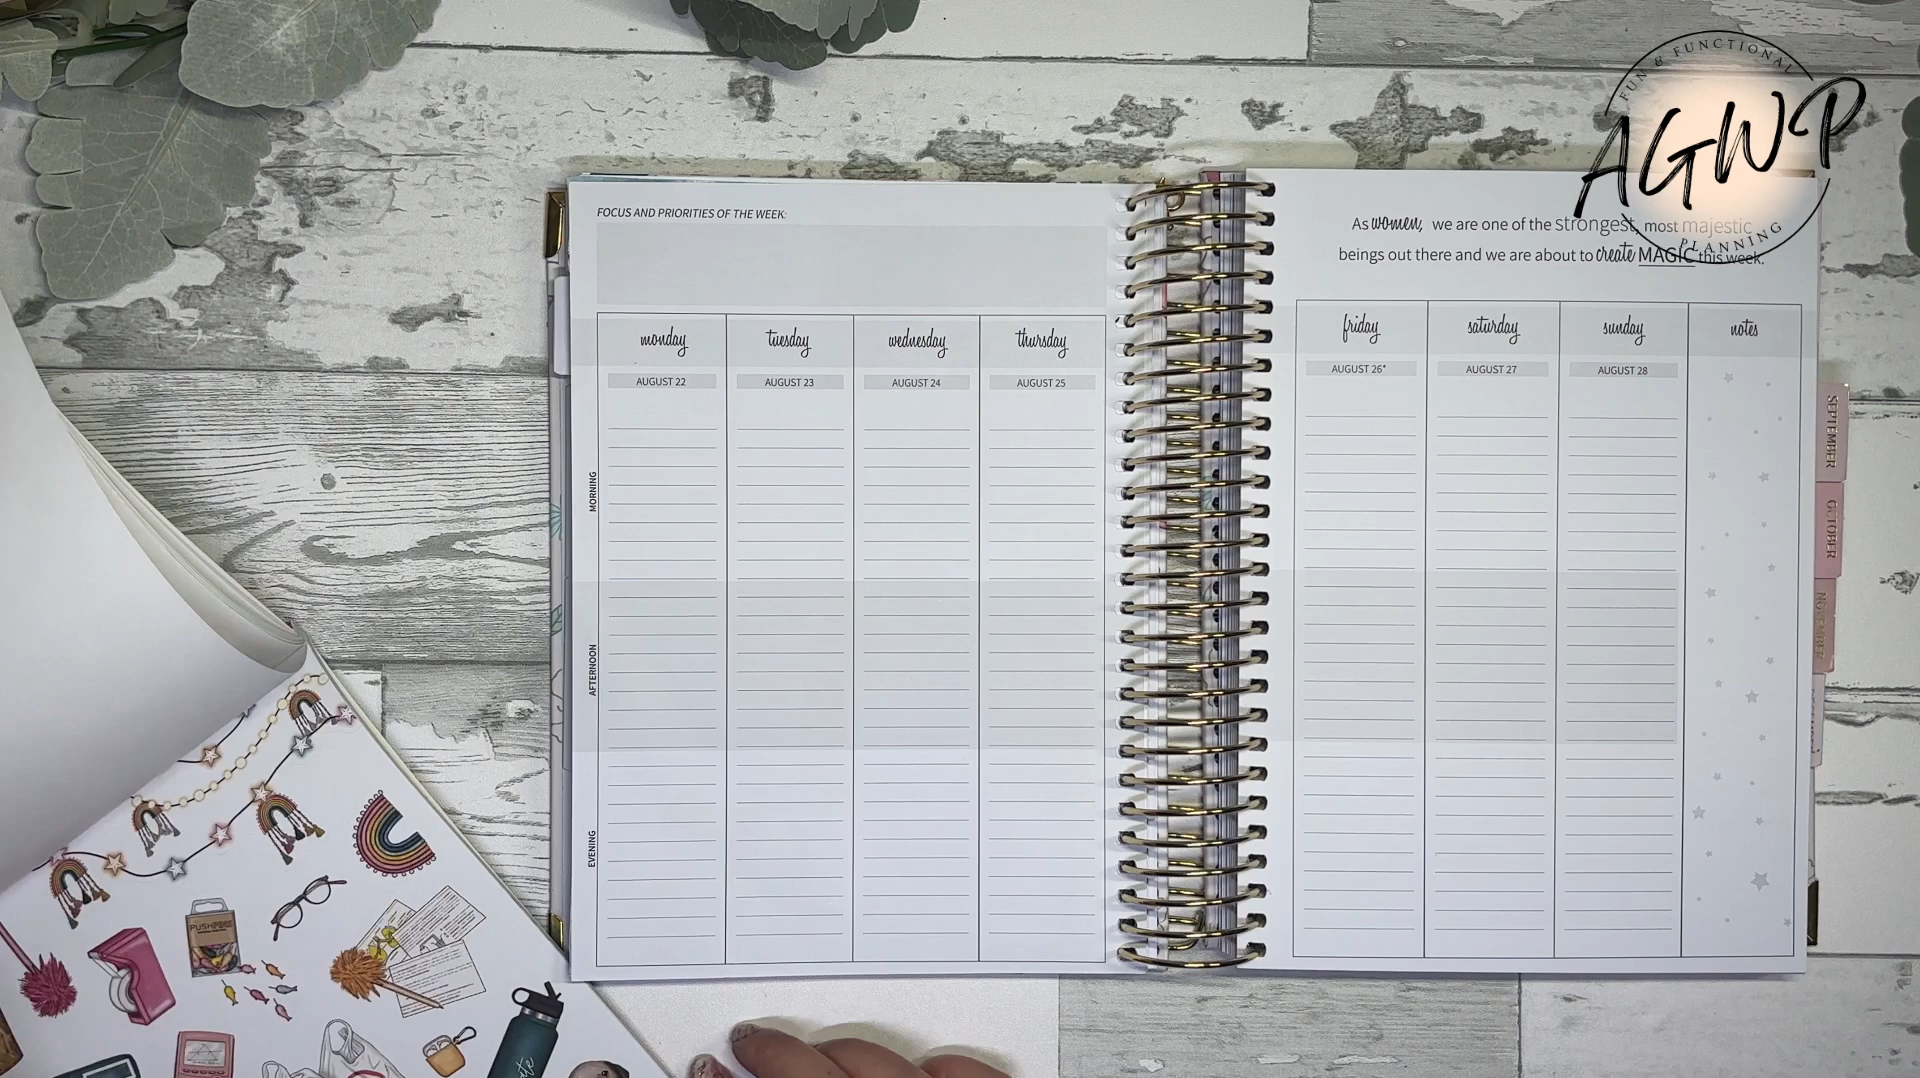 FUN & FUNCTIONAL
AGWP
PLANNING
FOCUS AND PRIORITIES OF THE WEEK:
As women, we are one of the strongest, most majestic
beings out there and we are about to create MAGIC this week.
monday
tuesday
wednesday
thursday
friday
saturday
sunday
notes
AUGUST 22
AUGUST 23
AUGUST 24
AUGUST 25
AUGUST 26*
AUGUST 27
AUGUST 28
MORNING
AFTERNOON
EVENING
SEPTEMBER
OCTOBER
NOVEMBER